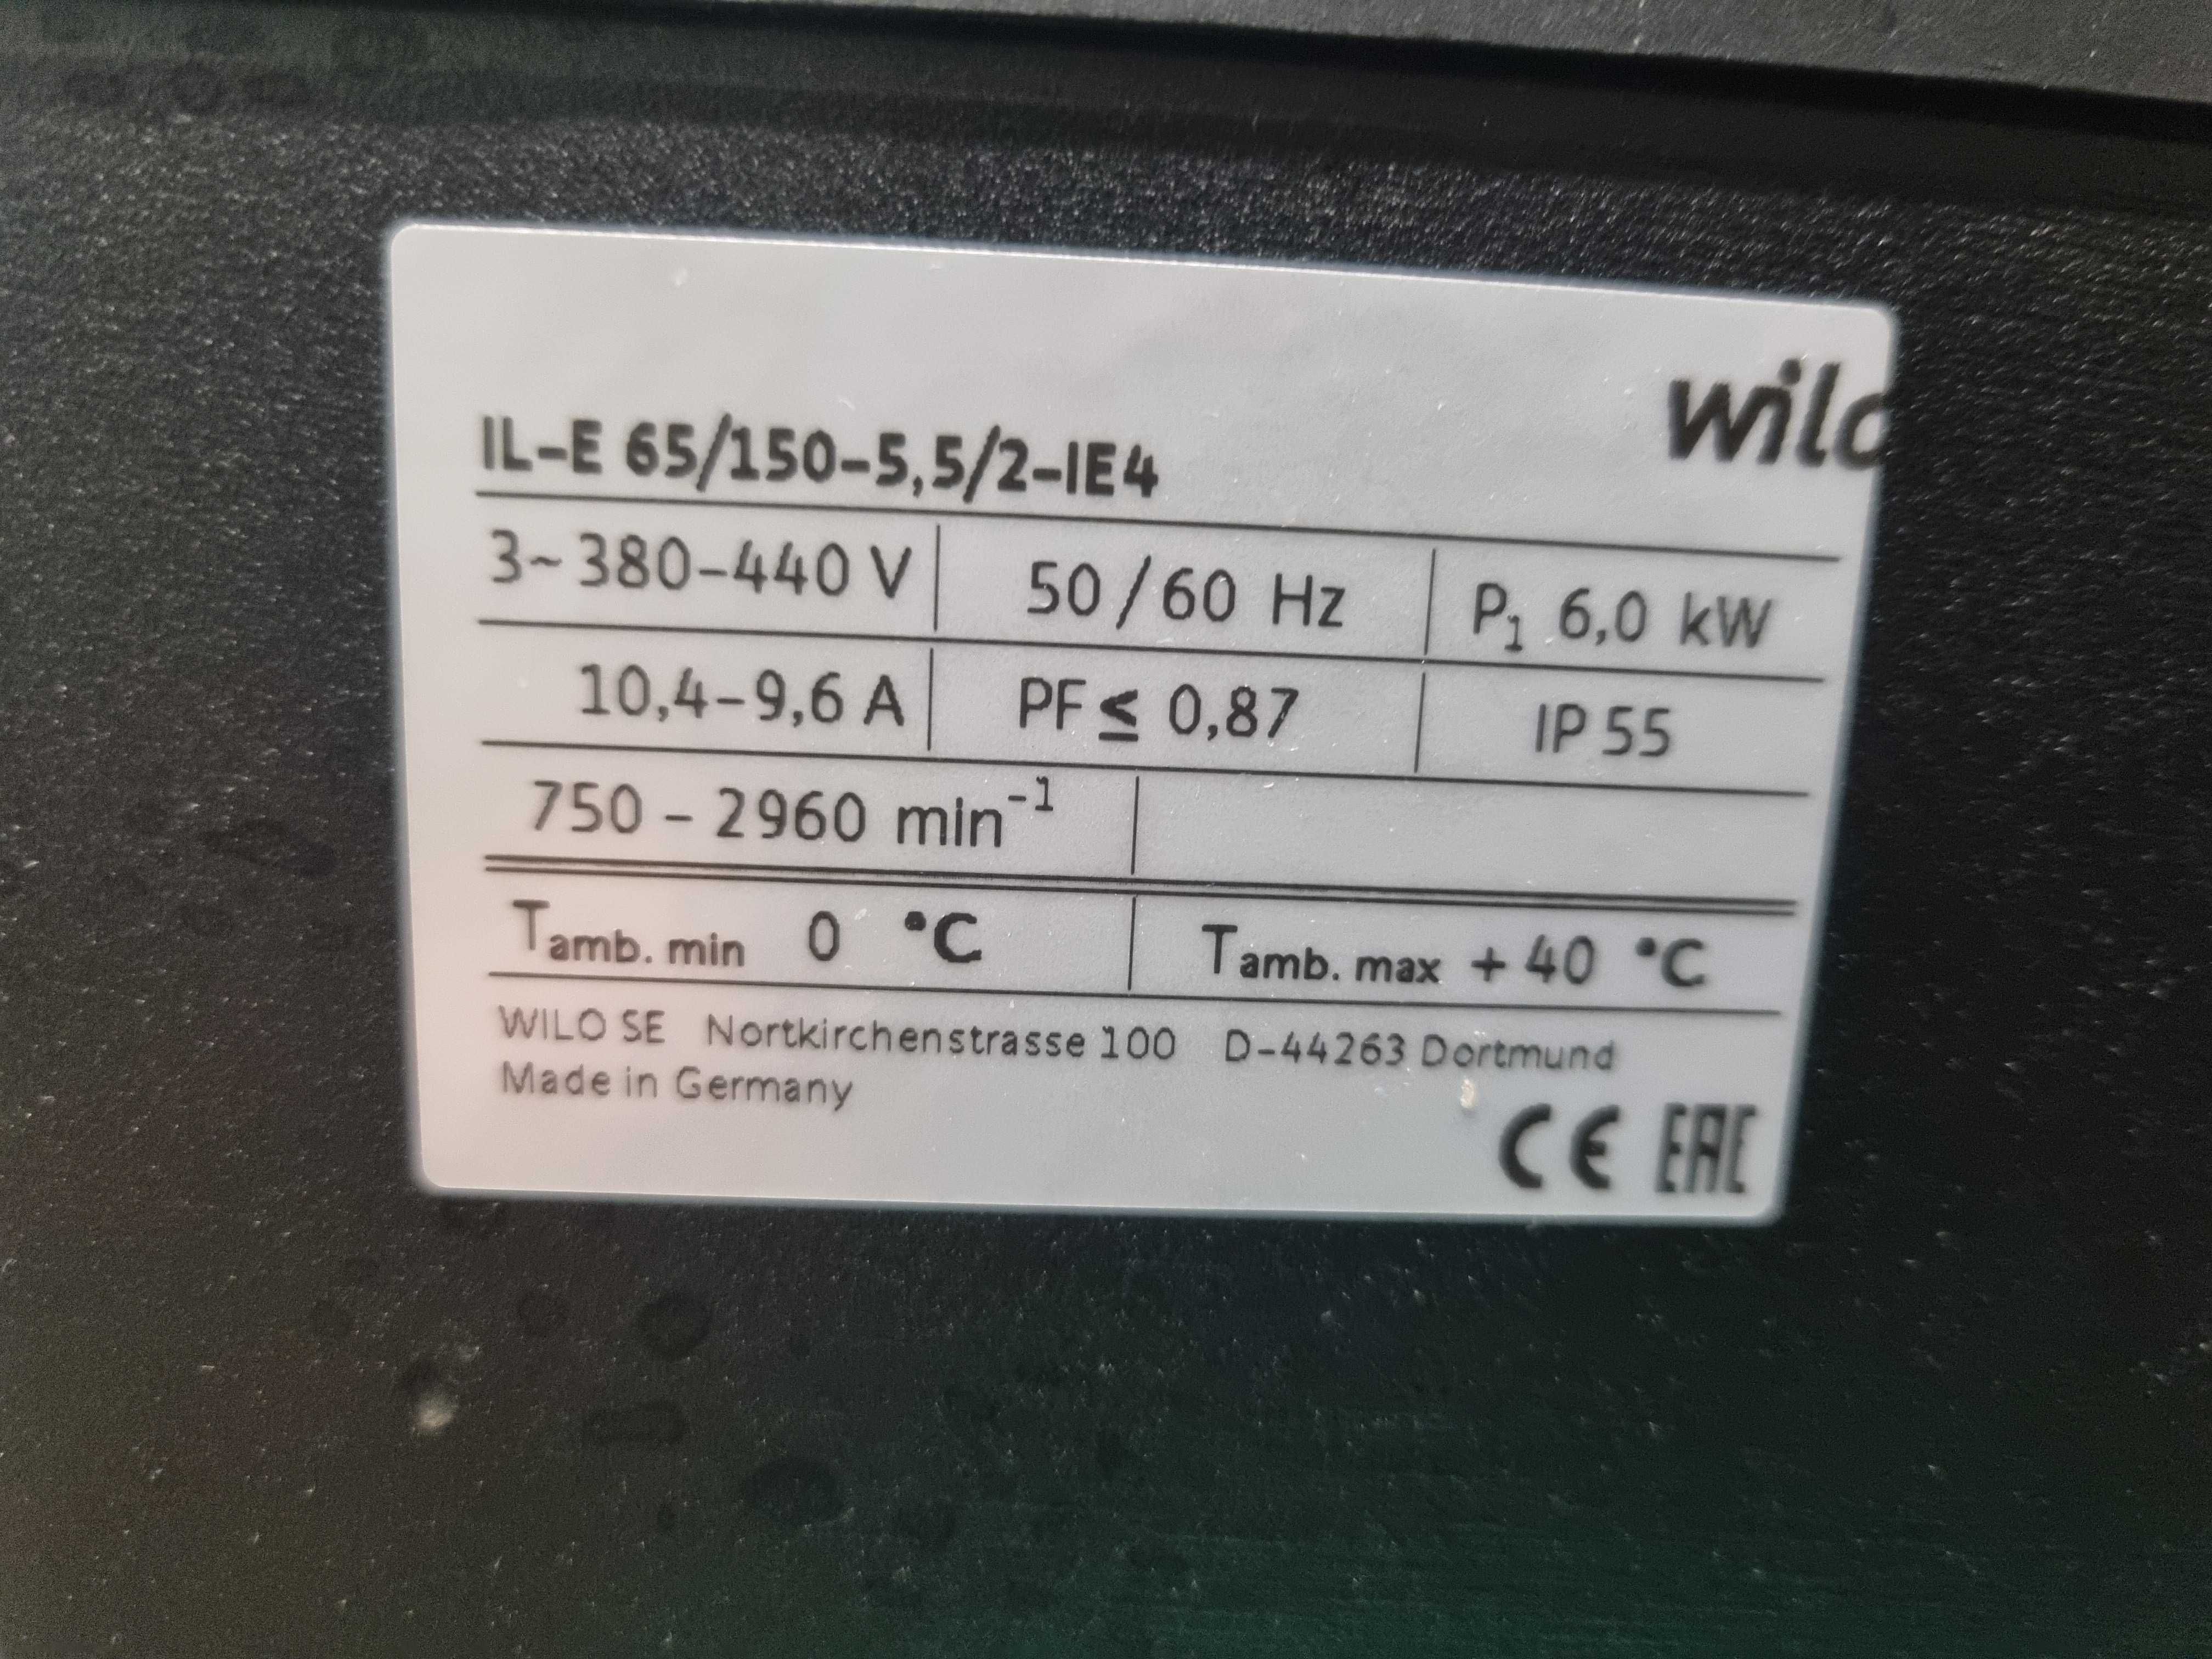 wilo
IL-E 65/150-5,5/2-IE4
3~ 380-440 V 50/60 Hz P1 6,0 kW
10,4-9,6 A PF ≤ 0,87 IP 55
750 - 2960 min⁻¹
Tamb. min 0 °C Tamb. max + 40 °C
WILO SE Nortkirchenstrasse 100 D-44263 Dortmund
Made in Germany
CE EAC